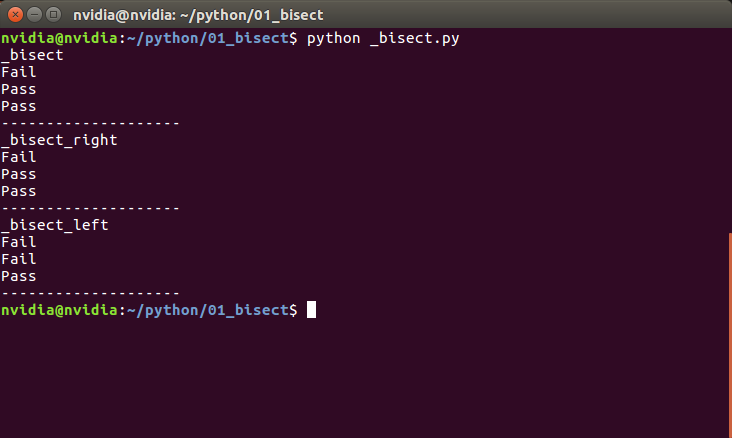 nvidia@nvidia: ~/python/01_bisect
nvidia@nvidia:~/python/01_bisect$ python _bisect.py
_bisect
Fail
Pass
Pass
--------------------
_bisect_right
Fail
Pass
Pass
--------------------
_bisect_left
Fail
Fail
Pass
--------------------
nvidia@nvidia:~/python/01_bisect$